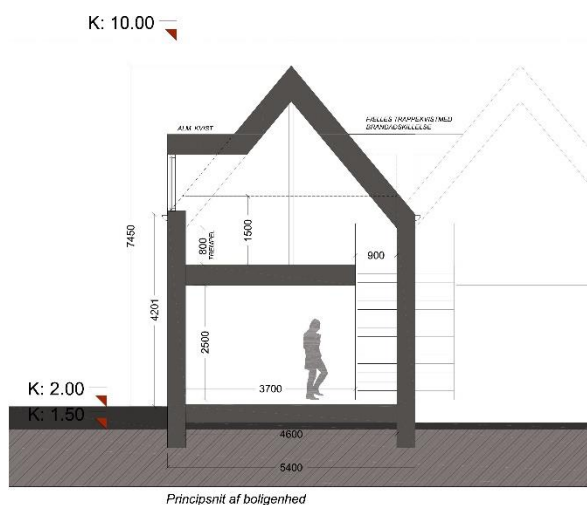 K: 10.00
ALM. KVIST
FÆLLES TRAPPEKVISTMED
BRANDADSKILLELSE
7450
4201
800
TREMPEL
1500
900
2500
3700
K: 2.00
K: 1.50
4600
5400
Principsnit af boligenhed